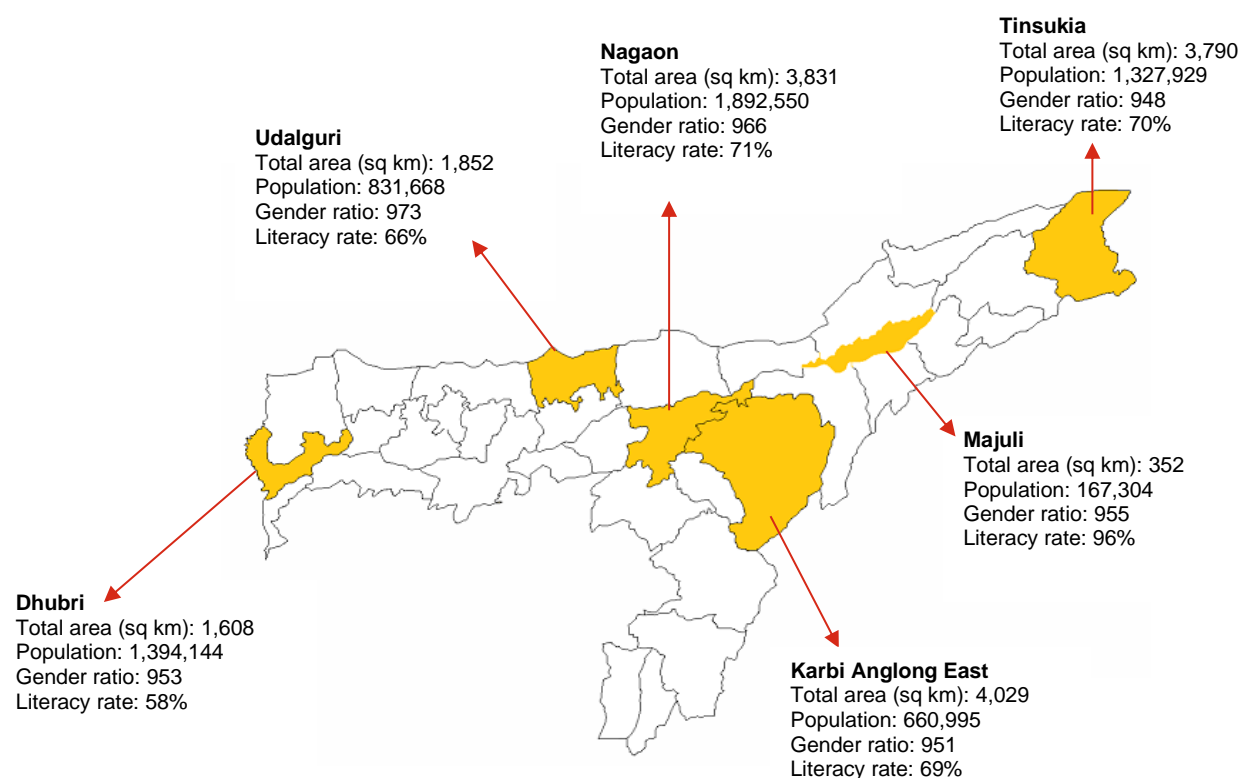 Tinsukia
Total area (sq km): 3,790
Population: 1,327,929
Gender ratio: 948
Literacy rate: 70%
Nagaon
Total area (sq km): 3,831
Population: 1,892,550
Gender ratio: 966
Literacy rate: 71%
Udalguri
Total area (sq km): 1,852
Population: 831,668
Gender ratio: 973
Literacy rate: 66%
Majuli
Total area (sq km): 352
Population: 167,304
Gender ratio: 955
Literacy rate: 96%
Dhubri
Total area (sq km): 1,608
Population: 1,394,144
Gender ratio: 953
Literacy rate: 58%
Karbi Anglong East
Total area (sq km): 4,029
Population: 660,995
Gender ratio: 951
Literacy rate: 69%